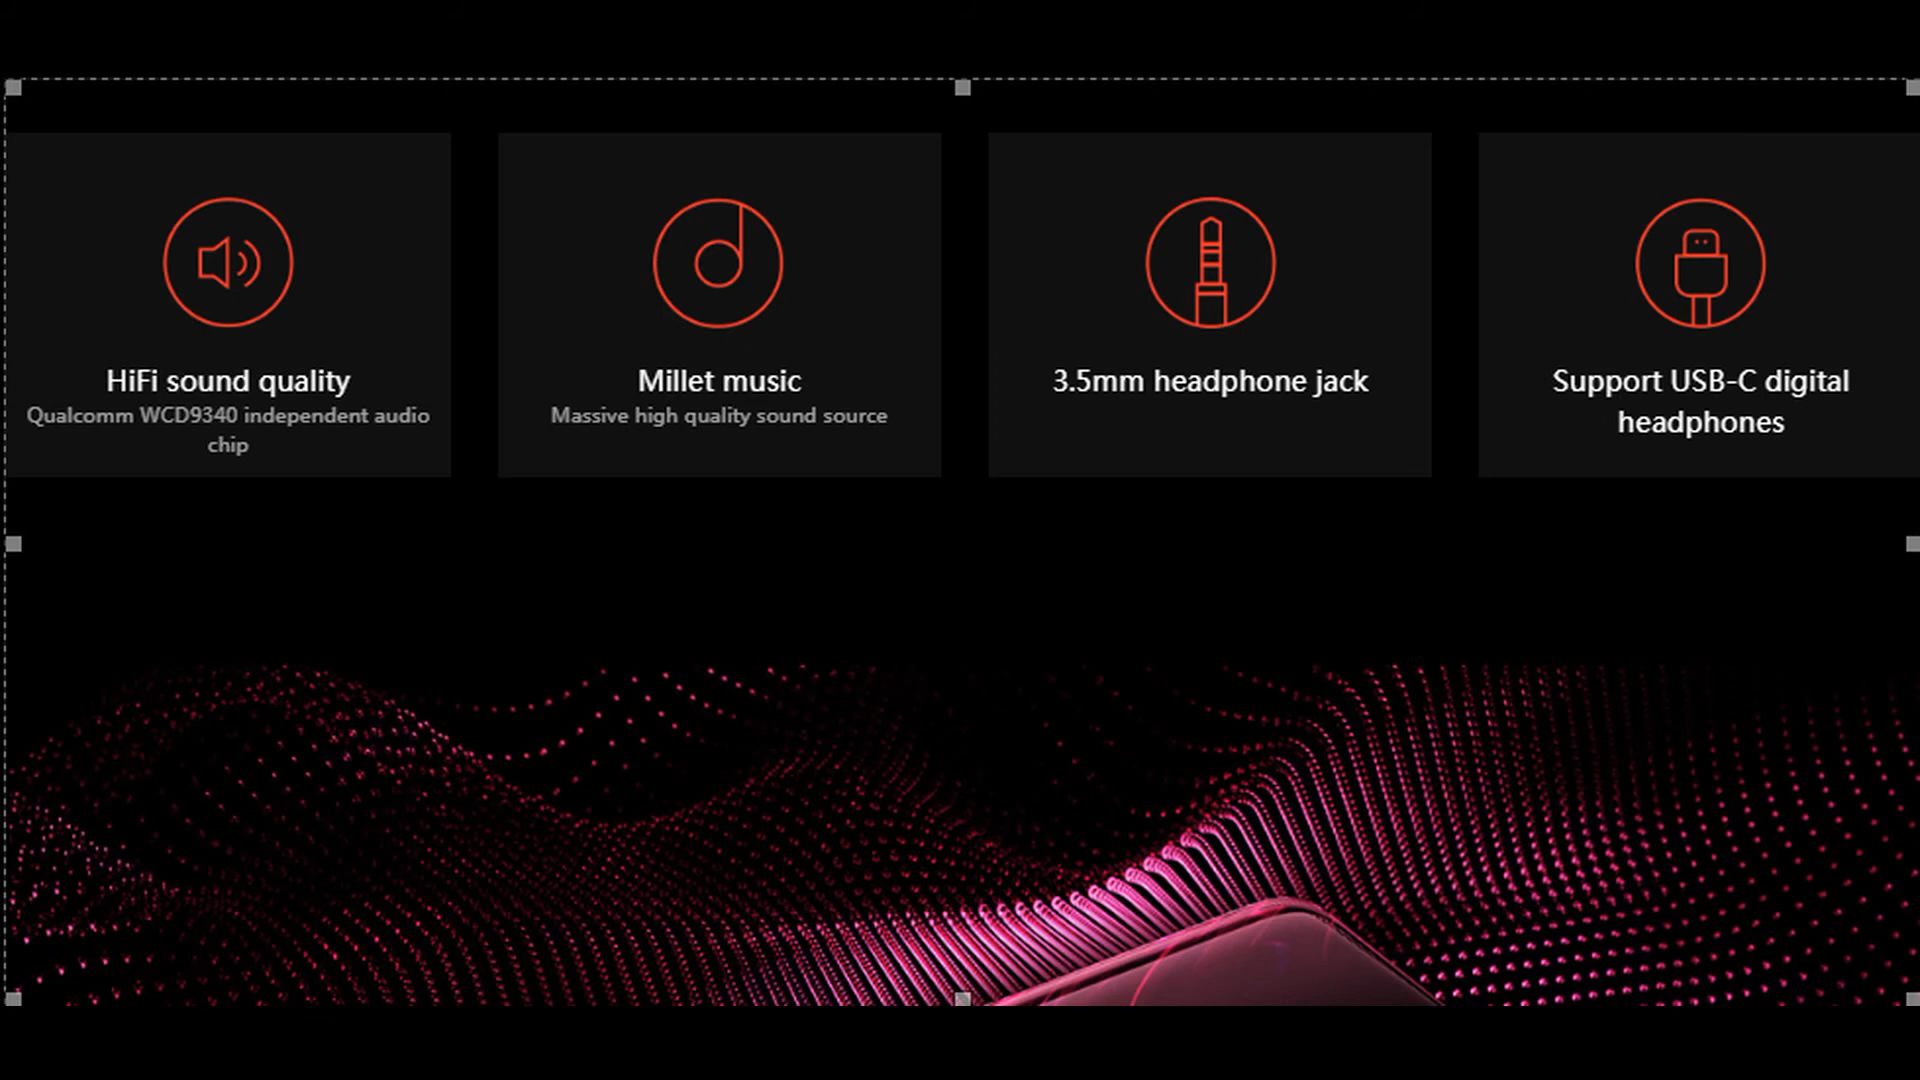 HiFi sound quality
Qualcomm WCD9340 independent audio
chip
Millet music
Massive high quality sound source
3.5mm headphone jack
Support USB-C digital
headphones